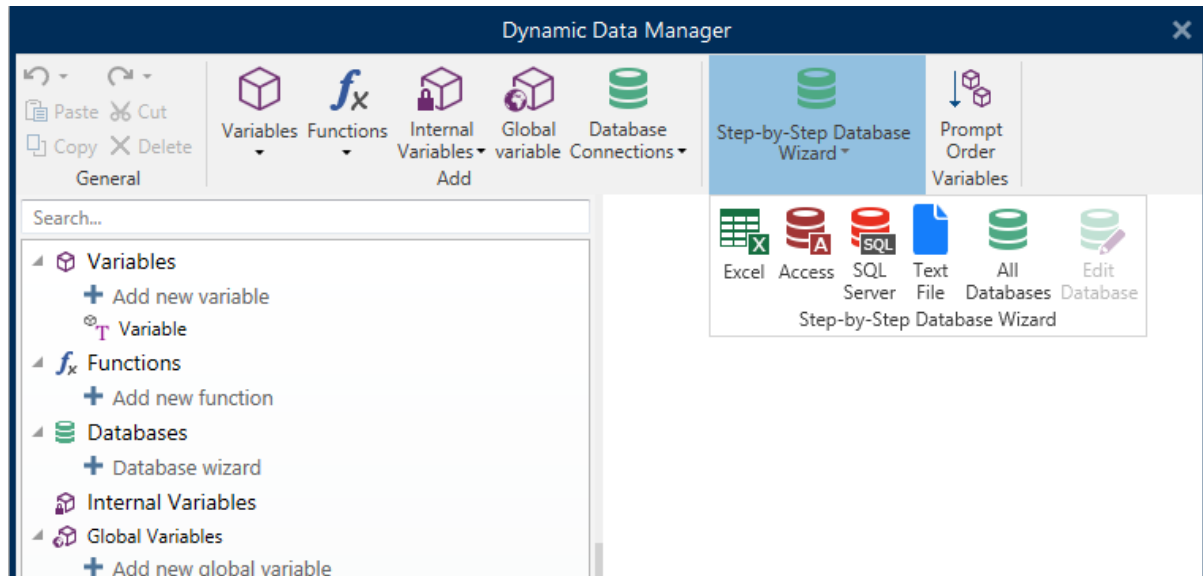 Dynamic Data Manager
Paste Cut
Copy Delete
General
Variables Functions Internal Variables Global variable Database Connections
Add
Step-by-Step Database Wizard
Prompt Order
Variables
Search...
Excel Access SQL Server Text File All Databases Edit Database
Step-by-Step Database Wizard
Variables
Add new variable
Variable
Functions
Add new function
Databases
Database wizard
Internal Variables
Global Variables
Add new global variable